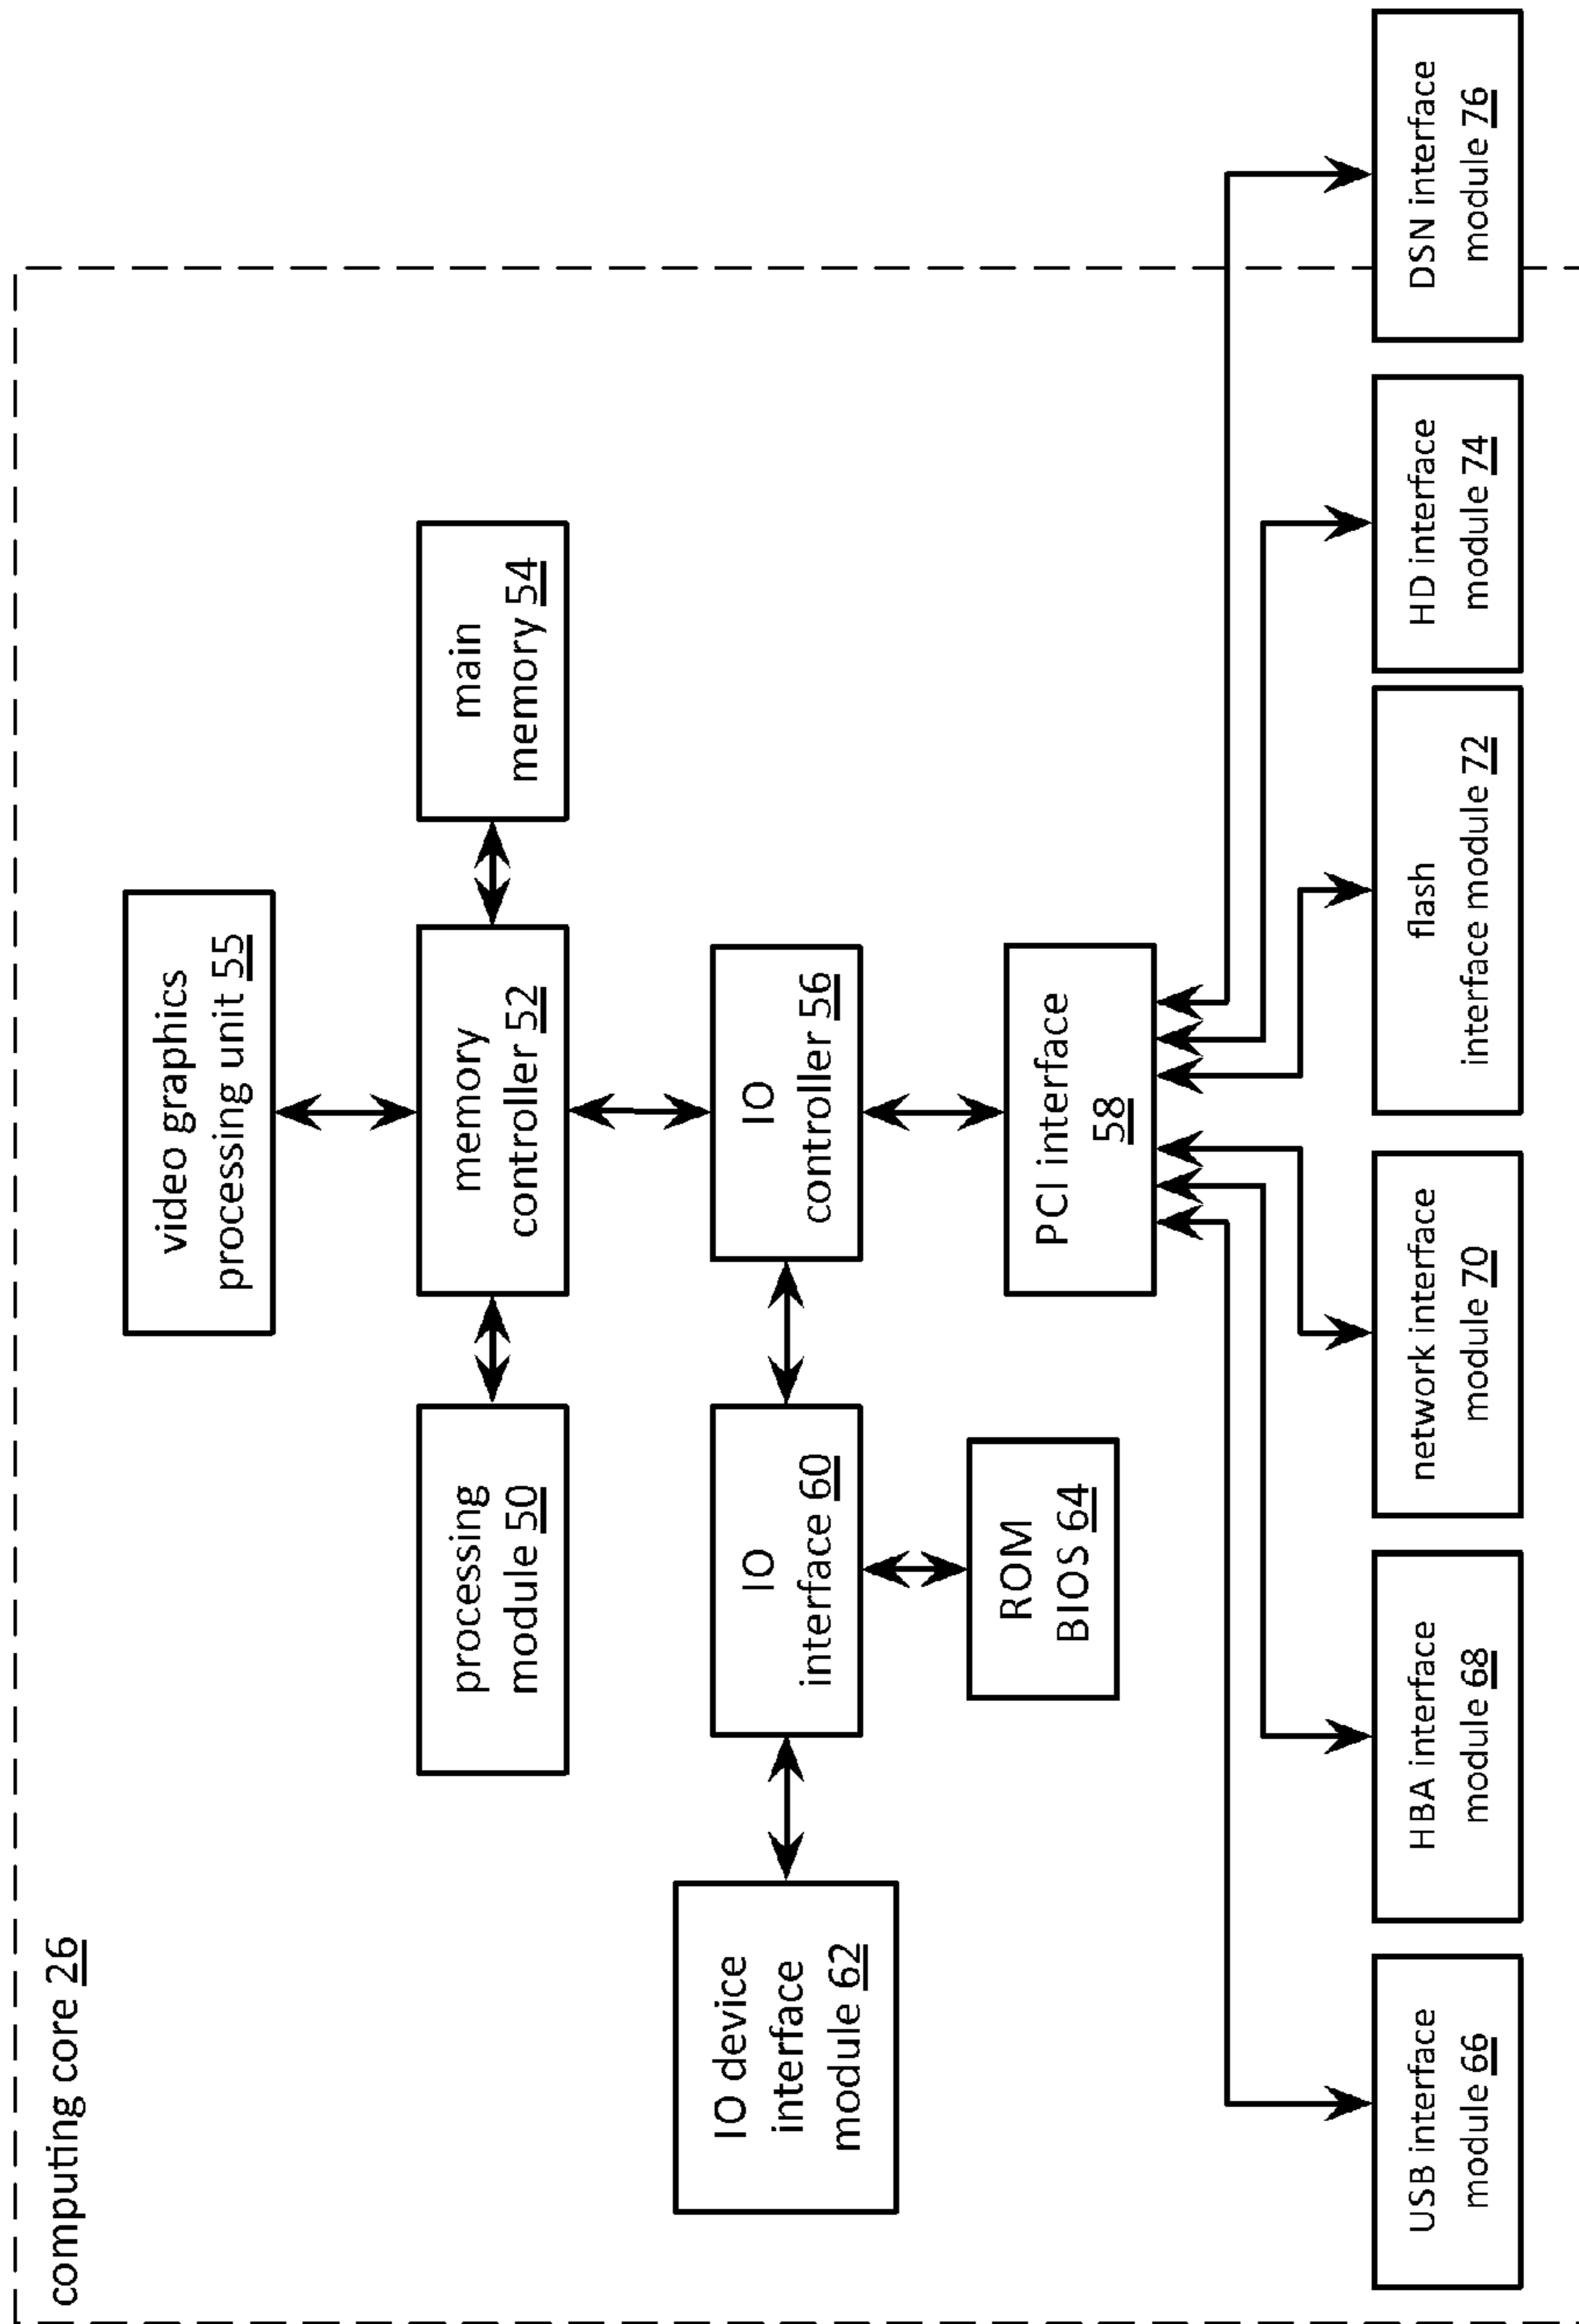 computing core 26
video graphics
processing unit 55
processing
module 50
memory
controller 52
main
memory 54
IO device
interface
module 62
IO
interface 60
IO
controller 56
ROM
BIOS 64
PCI interface
58
USB interface
module 66
HBA interface
module 68
network interface
module 70
flash
interface module 72
HD interface
module 74
DSN interface
module 76